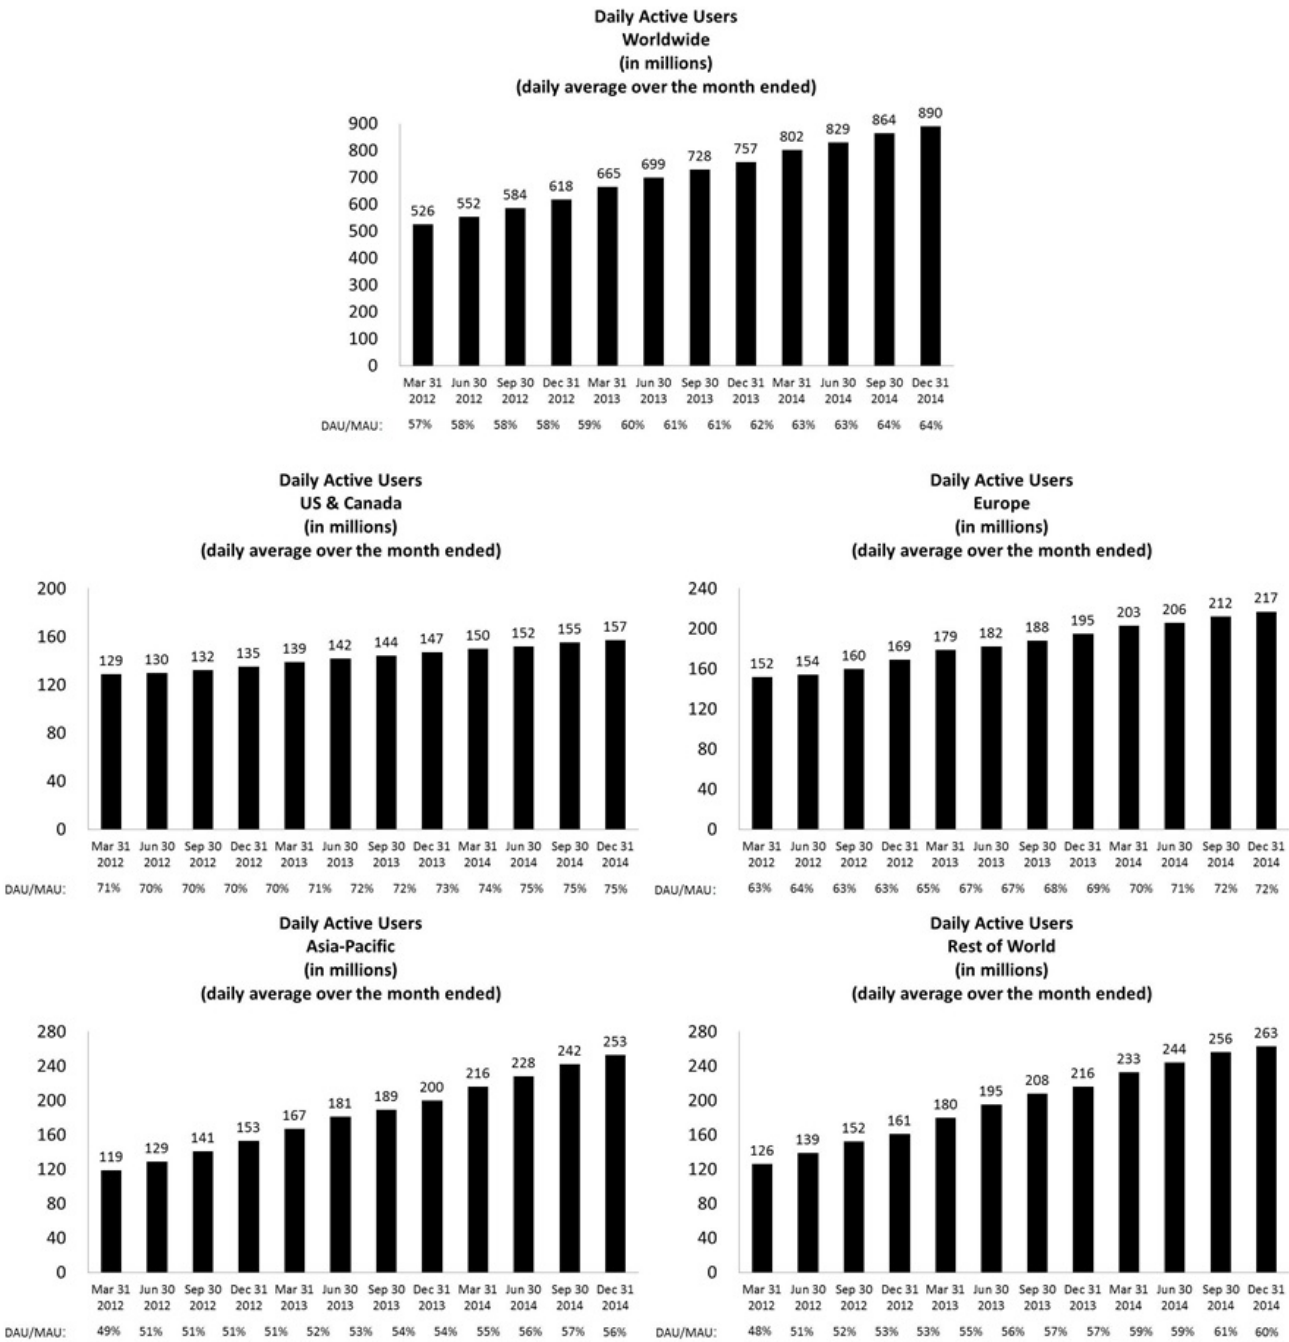 Daily Active Users
Worldwide
(in millions)
(daily average over the month ended)
900
800
700
600
500
400
300
200
100
0
526 552 584 618 665 699 728 757 802 829 864 890
Mar 31 Jun 30 Sep 30 Dec 31 Mar 31 Jun 30 Sep 30 Dec 31 Mar 31 Jun 30 Sep 30 Dec 31
2012 2012 2012 2012 2013 2013 2013 2013 2014 2014 2014 2014
DAU/MAU: 57% 58% 58% 58% 59% 60% 61% 61% 62% 63% 63% 64% 64%
Daily Active Users
US & Canada
(in millions)
(daily average over the month ended)
200
160
120
80
40
0
129 130 132 135 139 142 144 147 150 152 155 157
Mar 31 Jun 30 Sep 30 Dec 31 Mar 31 Jun 30 Sep 30 Dec 31 Mar 31 Jun 30 Sep 30 Dec 31
2012 2012 2012 2012 2013 2013 2013 2013 2014 2014 2014 2014
DAU/MAU: 71% 70% 70% 70% 70% 71% 72% 72% 73% 74% 75% 75% 75%
Daily Active Users
Europe
(in millions)
(daily average over the month ended)
240
200
160
120
80
40
0
152 154 160 169 179 182 188 195 203 206 212 217
Mar 31 Jun 30 Sep 30 Dec 31 Mar 31 Jun 30 Sep 30 Dec 31 Mar 31 Jun 30 Sep 30 Dec 31
2012 2012 2012 2012 2013 2013 2013 2013 2014 2014 2014 2014
DAU/MAU: 63% 64% 63% 63% 65% 67% 67% 68% 69% 70% 71% 72% 72%
Daily Active Users
Asia-Pacific
(in millions)
(daily average over the month ended)
280
240
200
160
120
80
40
0
119 129 141 153 167 181 189 200 216 228 242 253
Mar 31 Jun 30 Sep 30 Dec 31 Mar 31 Jun 30 Sep 30 Dec 31 Mar 31 Jun 30 Sep 30 Dec 31
2012 2012 2012 2012 2013 2013 2013 2013 2014 2014 2014 2014
DAU/MAU: 49% 51% 51% 51% 51% 52% 53% 54% 54% 55% 56% 57% 56%
Daily Active Users
Rest of World
(in millions)
(daily average over the month ended)
280
240
200
160
120
80
40
0
126 139 152 161 180 195 208 216 233 244 256 263
Mar 31 Jun 30 Sep 30 Dec 31 Mar 31 Jun 30 Sep 30 Dec 31 Mar 31 Jun 30 Sep 30 Dec 31
2012 2012 2012 2012 2013 2013 2013 2013 2014 2014 2014 2014
DAU/MAU: 48% 51% 52% 53% 53% 55% 56% 57% 57% 59% 59% 61% 60%